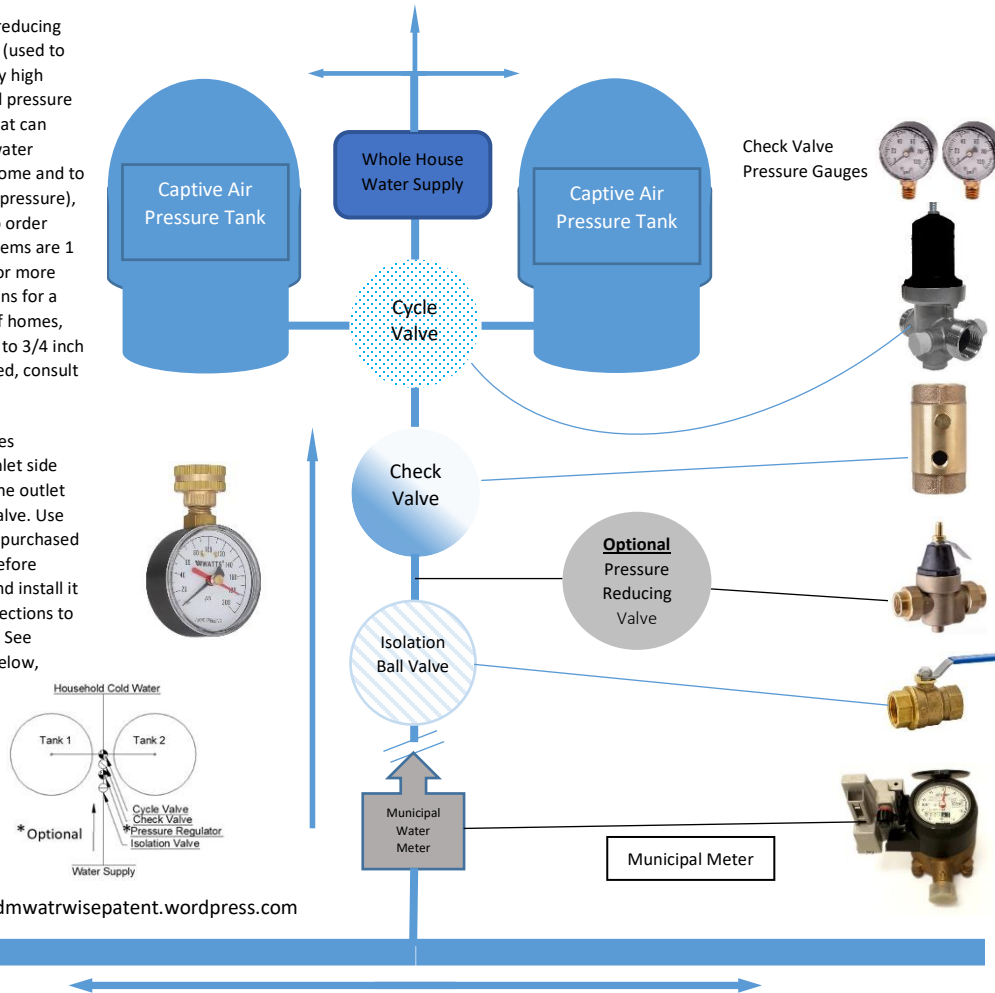 reducing
(used to
y high
d pressure
at can
water
ome and to
pressure),
o order
ems are 1
or more
ns for a
f homes,
to 3/4 inch
ed, consult
es
nlet side
he outlet
alve. Use
purchased
efore
nd install it
ections to
See
elow,
Captive Air
Pressure Tank
Whole House
Water Supply
Captive Air
Pressure Tank
Cycle
Valve
Check
Valve
Isolation
Ball Valve
Optional
Pressure
Reducing
Valve
Municipal
Water
Meter
Municipal Meter
Check Valve
Pressure Gauges
WATTS
Household Cold Water
Tank 1
Tank 2
Cycle Valve
Check Valve
*Pressure Regulator
Isolation Valve
*Optional
Water Supply
dmwatrwisepatent.wordpress.com